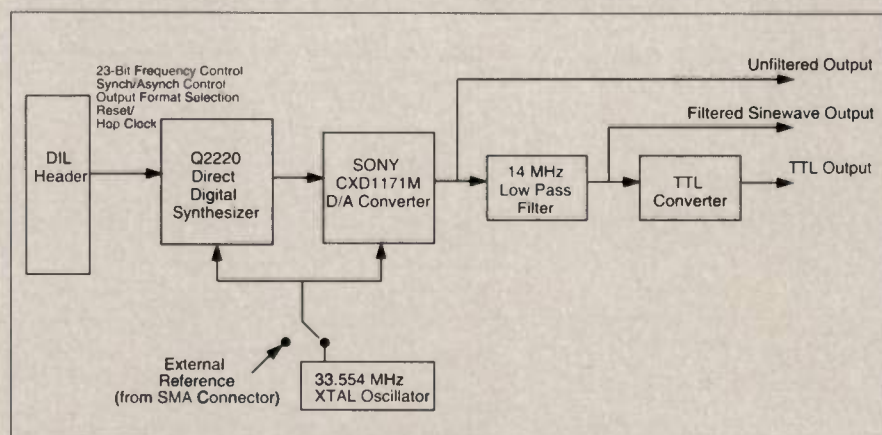 23-Bit Frequency Control
Synch/Asynch Control
Output Format Selection
Reset/
Hop Clock
DIL
Header
Q2220
Direct
Digital
Synthesizer
SONY
CXD1171M
D/A Converter
14 MHz
Low Pass
Filter
TTL
Converter
Unfiltered Output
Filtered Sinewave Output
TTL Output
External
Reference
(from SMA Connector)
33.554 MHz
XTAL Oscillator